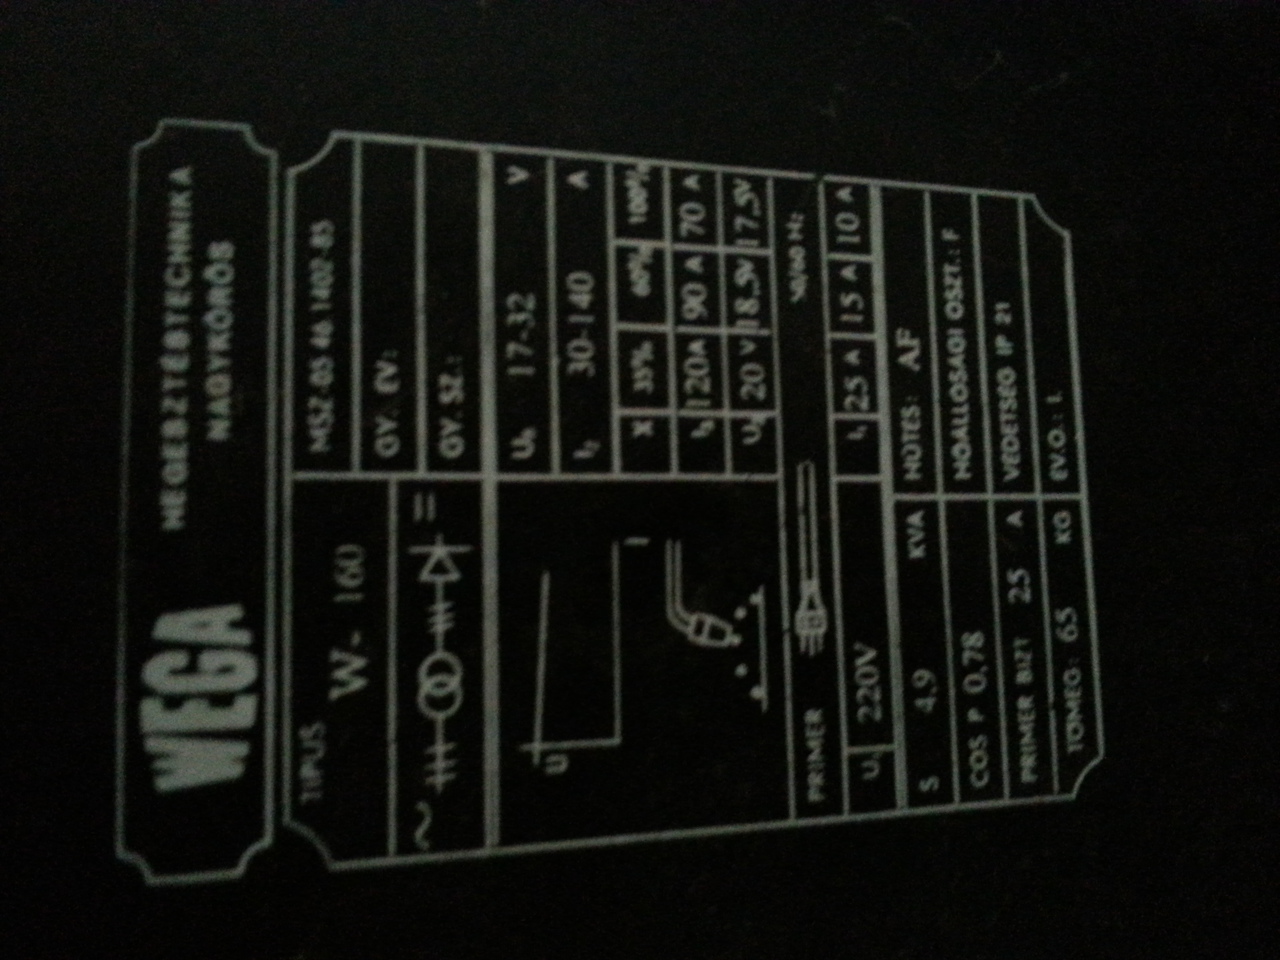 WEGA
HEGESZTÉSTECHNIKA
NAGYKŐRÖS
TIPUS
W- 160
MSZ-05 46 1402-85
GY. ÉV:
GY. SZ.:
~ =
U
I
U₀ 17-32 V
I₂ 30-140 A
X 35% 60% 100%
I₂ 120A 90 A 70 A
U₂ 20 V 18,5V 17,5V
PRIMER 50/60 Hz
U₁ 220V I₁ 25 A 15 A 10 A
S 4,9 KVA HŰTÉS: AF
COS P 0,78 HŐÁLLÓSÁGI OSZT.: F
PRIMER BIZT 25 A VÉDETSÉG IP 21
TÖMEG: 65 KG ÉV.O.: I.